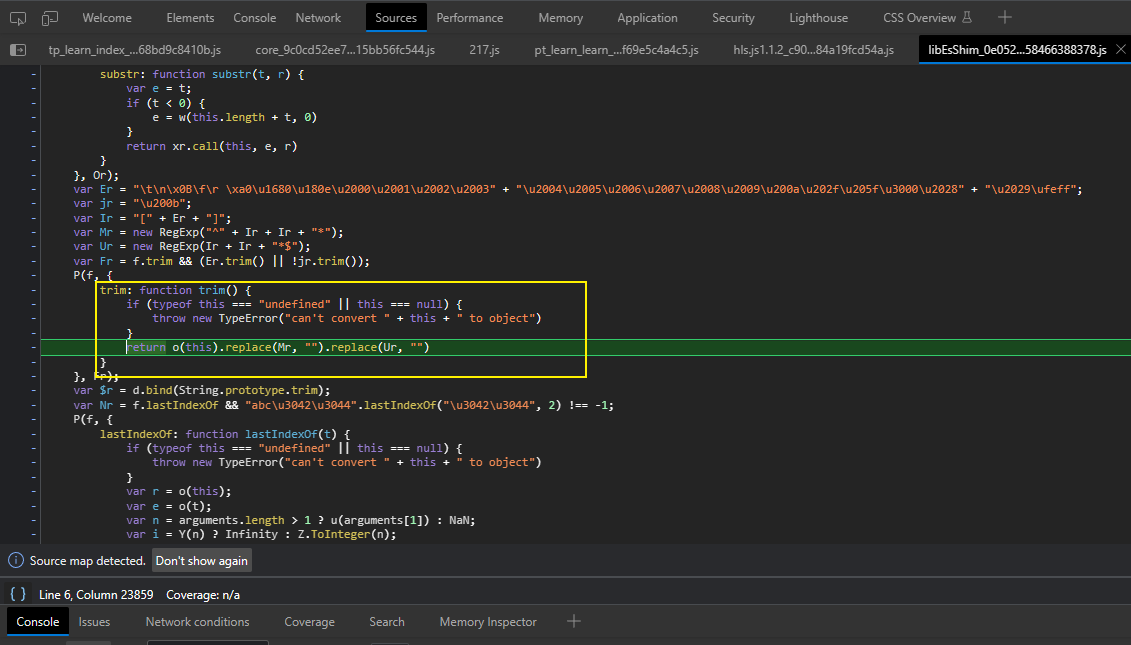 Welcome Elements Console Network Sources Performance Memory Application Security Lighthouse CSS Overview
tp_learn_index_...68bd9c8410b.js core_9c0cd52ee7...15bb56fc544.js 217.js pt_learn_learn_...f69e5c4a4c5.js hls.js1.1.2_c90...84a19fcd54a.js libEsShim_0e052...58466388378.js
- substr: function substr(t, r) {
- var e = t;
- if (t < 0) {
- e = w(this.length + t, 0)
- }
- return xr.call(this, e, r)
- }
- }, Or);
- var Er = "\t\n\x0B\f\r \xa0\u1680\u180e\u2000\u2001\u2002\u2003" + "\u2004\u2005\u2006\u2007\u2008\u2009\u200a\u202f\u205f\u3000\u2028" + "\u2029\ufeff";
- var jr = "\u200b";
- var Ir = "[" + Er + "]";
- var Mr = new RegExp("^" + Ir + Ir + "*");
- var Ur = new RegExp(Ir + Ir + "*$");
- var Fr = f.trim && (Er.trim() || !jr.trim());
- P(f, {
- trim: function trim() {
- if (typeof this === "undefined" || this === null) {
- throw new TypeError("can't convert " + this + " to object")
- }
- return o(this).replace(Mr, "").replace(Ur, "")
- }
- }, Fr);
- var $r = d.bind(String.prototype.trim);
- var Nr = f.lastIndexOf && "abc\u3042\u3044".lastIndexOf("\u3042\u3044", 2) !== -1;
- P(f, {
- lastIndexOf: function lastIndexOf(t) {
- if (typeof this === "undefined" || this === null) {
- throw new TypeError("can't convert " + this + " to object")
- }
- var r = o(this);
- var e = o(t);
- var n = arguments.length > 1 ? u(arguments[1]) : NaN;
- var i = Y(n) ? Infinity : Z.ToInteger(n);
Source map detected. Don't show again
{ } Line 6, Column 23859 Coverage: n/a
Console Issues Network conditions Coverage Search Memory Inspector